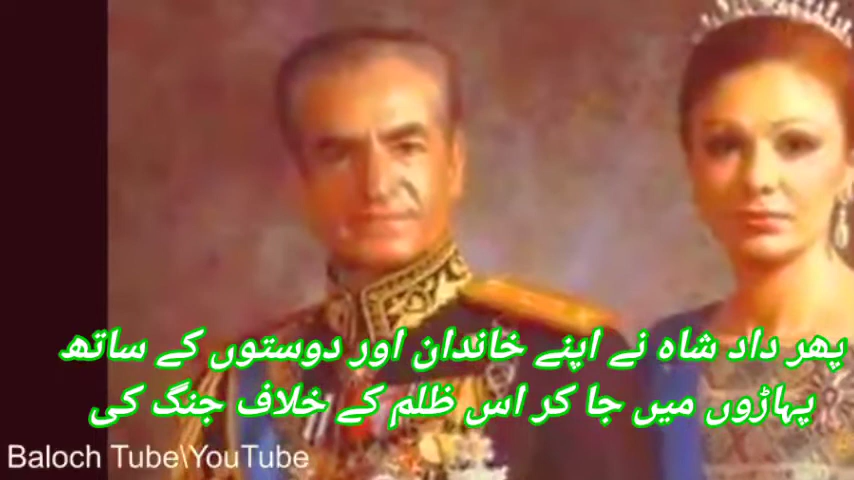 پھر داد شاہ نے اپنے خاندان اور دوستوں کے ساتھ
پہاڑوں میں جا کر اس ظلم کے خلاف جنگ کی
Baloch Tube\YouTube